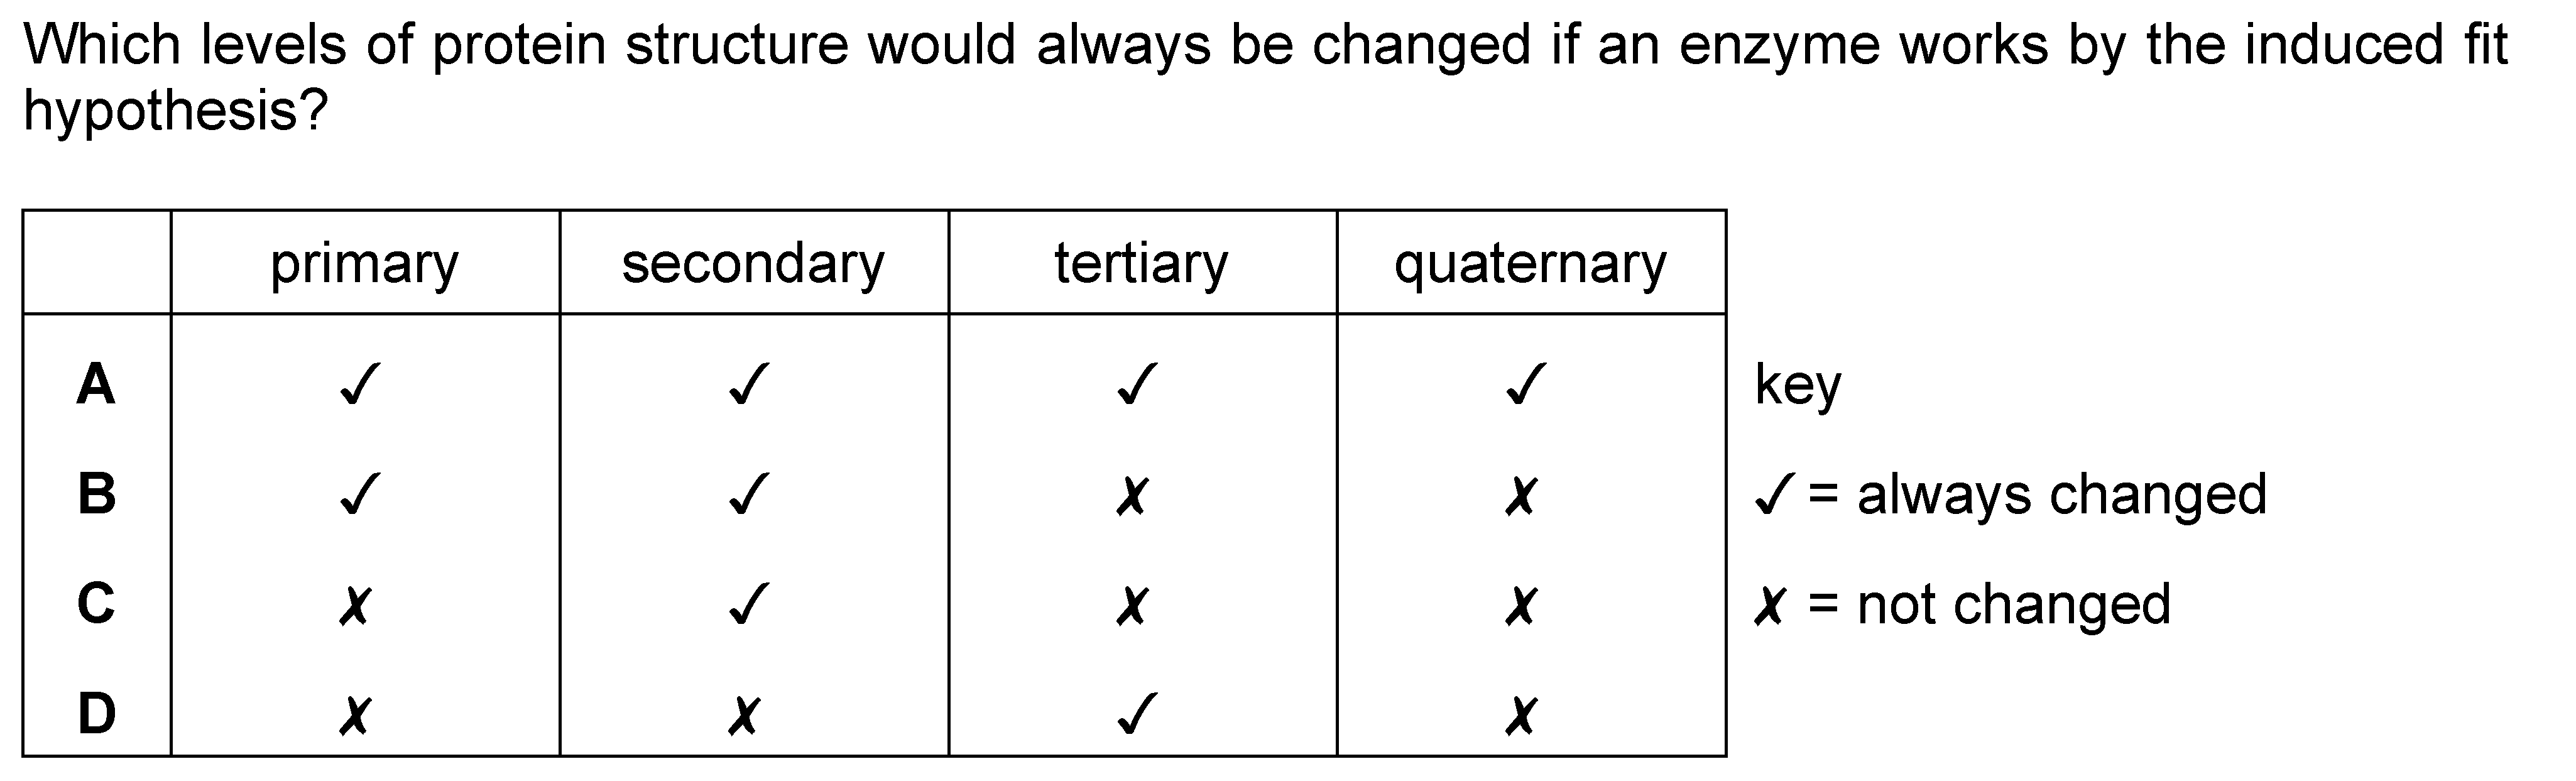 Which levels of protein structure would always be changed if an enzyme works by the induced fit
hypothesis?
primary secondary tertiary quaternary
A ✓ ✓ ✓ ✓ key
B ✓ ✓ ✗ ✗ ✓ = always changed
C ✗ ✓ ✗ ✗ ✗ = not changed
D ✗ ✗ ✓ ✗